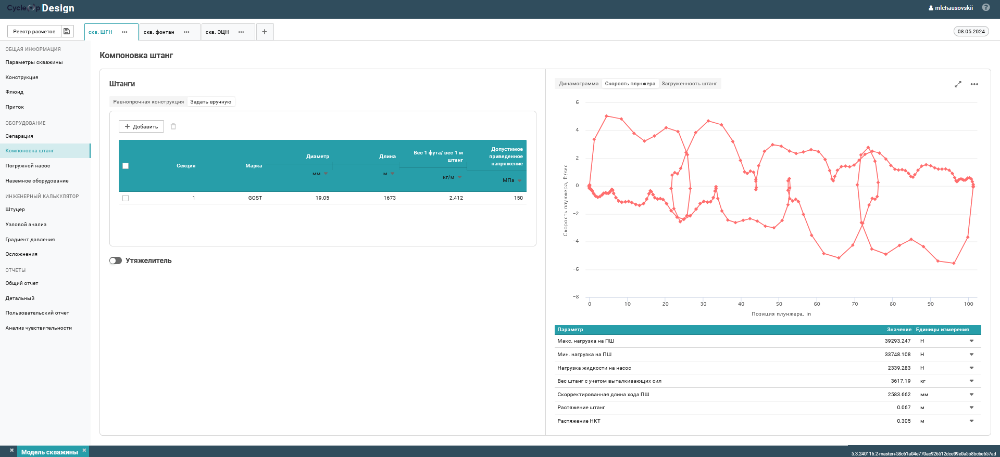 CycleOp Design
mlchausovskii
?
Реестр расчетов
скв. ШГН
скв. фонтан
скв. ЭЦН
+
08.05.2024
ОБЩАЯ ИНФОРМАЦИЯ
Параметры скважины
Конструкция
Флюид
Приток
ОБОРУДОВАНИЕ
Сепарация
Компоновка штанг
Погружной насос
Наземное оборудование
ИНЖЕНЕРНЫЙ КАЛЬКУЛЯТОР
Штуцер
Узловой анализ
Градиент давления
Осложнения
ОТЧЕТЫ
Общий отчет
Детальный
Пользовательский отчет
Анализ чувствительности
Компоновка штанг
Штанги
Равнопрочная конструкция Задать вручную
+ Добавить
Секция
Марка
Диаметр
мм
Длина
м
Вес 1 фута/ вес 1 м
штанг
кг/м
Допустимое
приведенное
напряжение
МПа
1 GOST 19.05 1673 2.412 150
Утяжелитель
Динамограмма Скорость плунжера Загруженность штанг
Скорость плунжера, ft/sec
6
4
2
0
−2
−4
−6
−8
0 10 20 30 40 50 60 70 80 90 100
Позиция плунжера, in
Параметр Значение Единицы измерения
Макс. нагрузка на ПШ 39293.247 Н
Мин. нагрузка на ПШ 33748.108 Н
Нагрузка жидкости на насос 2339.283 Н
Вес штанг с учетом выталкивающих сил 3617.19 кг
Скорректированная длина хода ПШ 2583.662 мм
Растяжение штанг 0.067 м
Растяжение НКТ 0.305 м
Модель скважины
5.3.240116.2-master+58c61a04e770ac926512dce99e0a5b8bcbe657ad